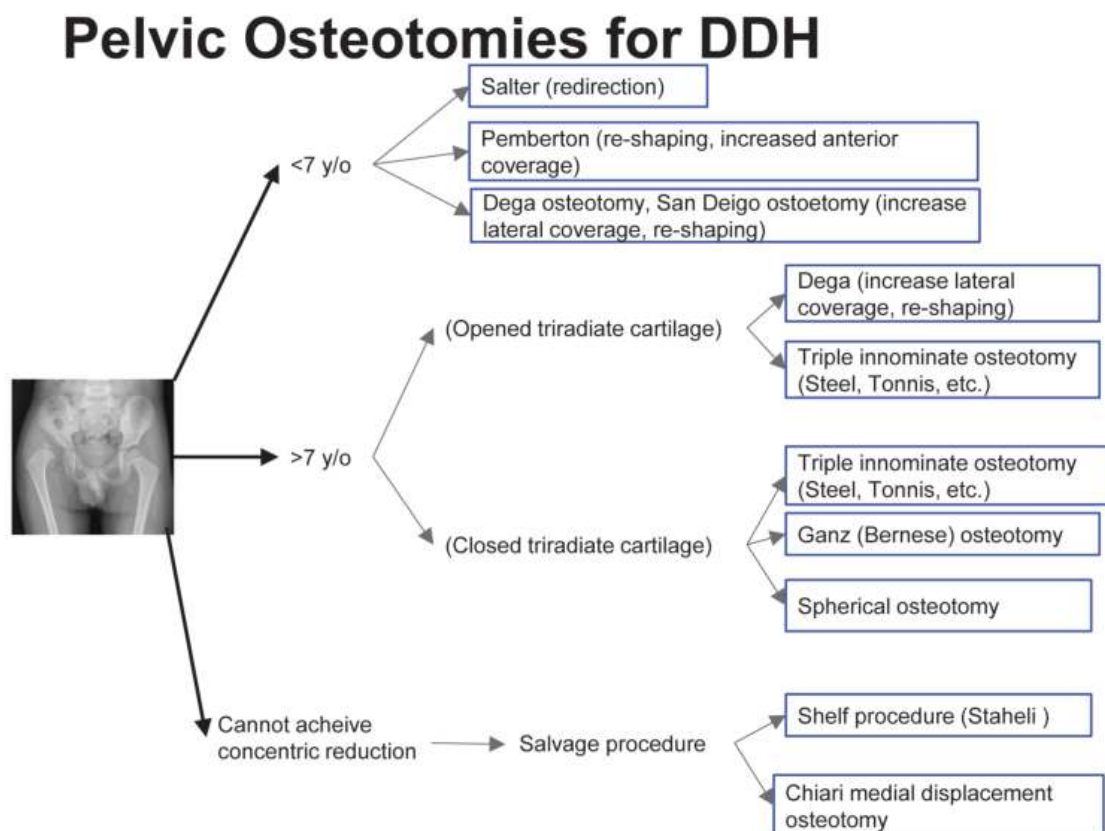 Pelvic Osteotomies for DDH
Salter (redirection)
<7 y/o
Pemberton (re-shaping, increased anterior
coverage)
Dega osteotomy, San Deigo ostoetomy (increase
lateral coverage, re-shaping)
>7 y/o
(Opened triradiate cartilage)
Dega (increase lateral
coverage, re-shaping)
Triple innominate osteotomy
(Steel, Tonnis, etc.)
(Closed triradiate cartilage)
Triple innominate osteotomy
(Steel, Tonnis, etc.)
Ganz (Bernese) osteotomy
Spherical osteotomy
Cannot acheive
concentric reduction
Salvage procedure
Shelf procedure (Staheli )
Chiari medial displacement
osteotomy